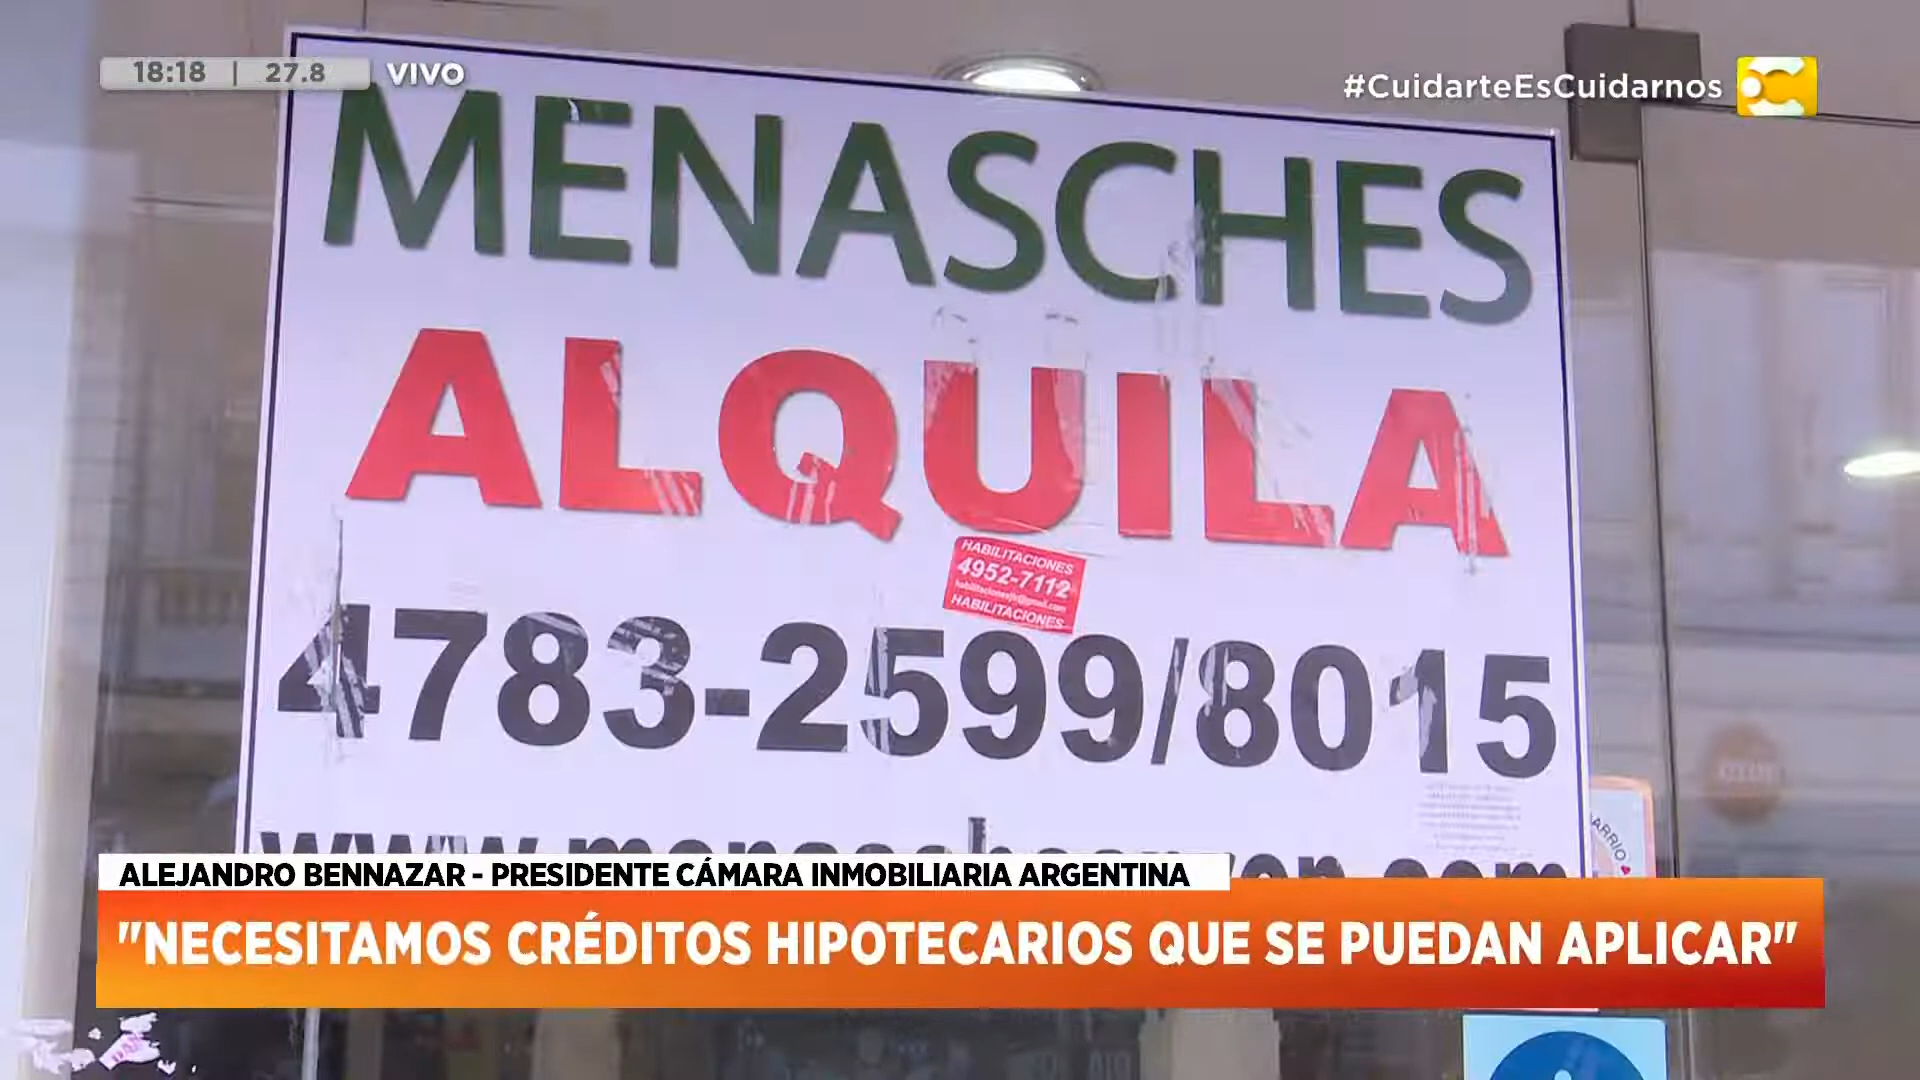 18:18 | 27.8 VIVO
#CuidarteEsCuidarnos
MENASCHES
ALQUILA
HABILITACIONES
4952-7112
HABILITACIONES
4783-2599/8015
ALEJANDRO BENNAZAR - PRESIDENTE CÁMARA INMOBILIARIA ARGENTINA
"NECESITAMOS CRÉDITOS HIPOTECARIOS QUE SE PUEDAN APLICAR"